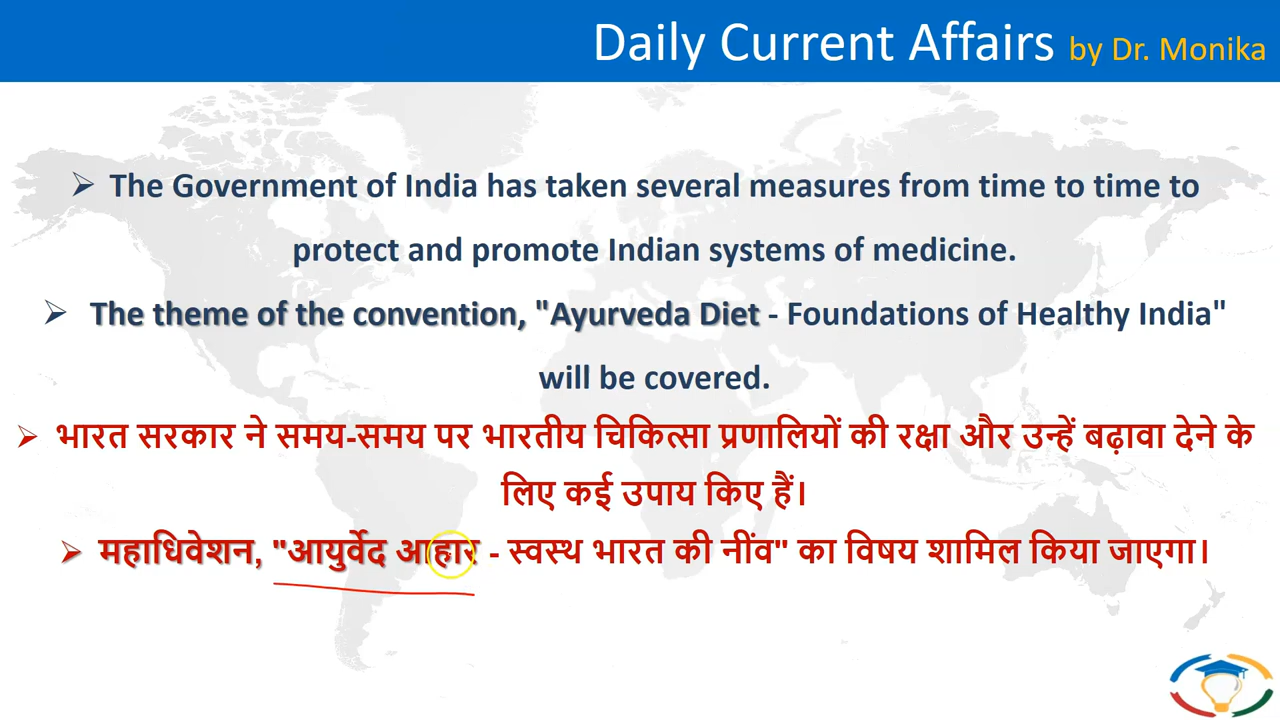 Daily Current Affairs by Dr. Monika
➢ The Government of India has taken several measures from time to time to
protect and promote Indian systems of medicine.
➢ The theme of the convention, "Ayurveda Diet - Foundations of Healthy India"
will be covered.
➢ भारत सरकार ने समय-समय पर भारतीय चिकित्सा प्रणालियों की रक्षा और उन्हें बढ़ावा देने के
लिए कई उपाय किए हैं।
➢ महाधिवेशन, "आयुर्वेद आहार - स्वस्थ भारत की नींव" का विषय शामिल किया जाएगा।